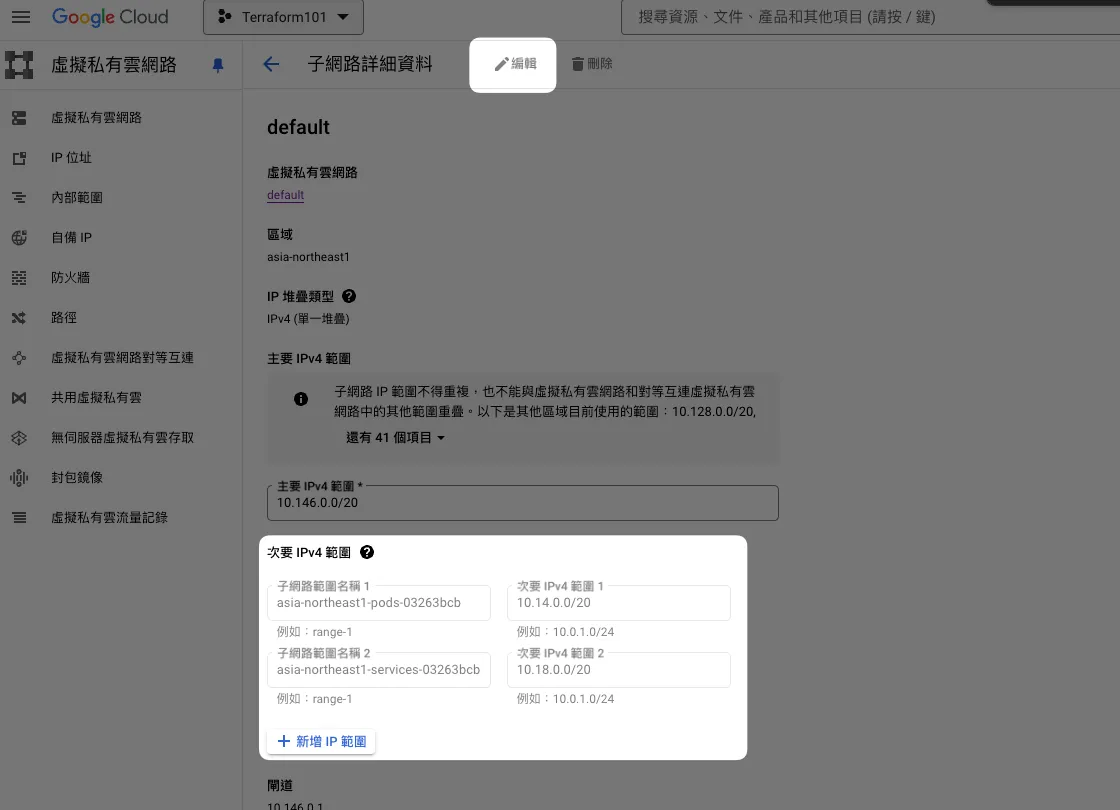 Google Cloud
Terraform101
搜尋資源、文件、產品和其他項目 (請按 / 鍵)
虛擬私有雲網路
子網路詳細資料
編輯
刪除
虛擬私有雲網路
IP 位址
內部範圍
自備 IP
防火牆
路徑
虛擬私有雲網路對等互連
共用虛擬私有雲
無伺服器虛擬私有雲存取
封包鏡像
虛擬私有雲流量記錄
default
虛擬私有雲網路
default
區域
asia-northeast1
IP 堆疊類型
IPv4 (單一堆疊)
主要 IPv4 範圍
子網路 IP 範圍不得重複，也不能與虛擬私有雲網路和對等互連虛擬私有雲
網路中的其他範圍重疊。以下是其他區域目前使用的範圍：10.128.0.0/20,
還有 41 個項目
主要 IPv4 範圍 *
10.146.0.0/20
次要 IPv4 範圍
子網路範圍名稱 1
次要 IPv4 範圍 1
asia-northeast1-pods-03263bcb
10.14.0.0/20
例如：range-1
例如：10.0.1.0/24
子網路範圍名稱 2
次要 IPv4 範圍 2
asia-northeast1-services-03263bcb
10.18.0.0/20
例如：range-1
例如：10.0.1.0/24
新增 IP 範圍
閘道
10.146.0.1